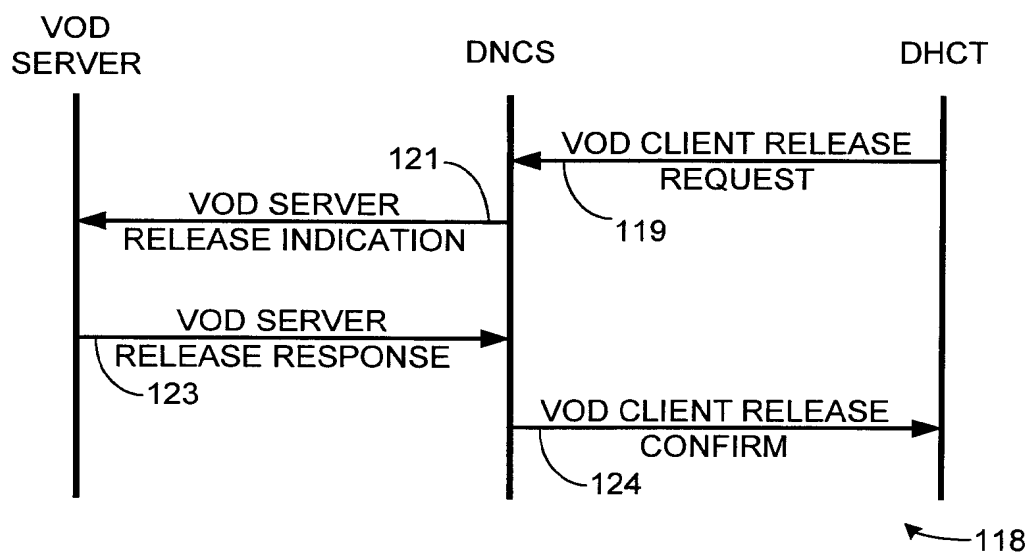 VOD
SERVER
DNCS
DHCT
VOD CLIENT RELEASE
REQUEST
119
121
VOD SERVER
RELEASE INDICATION
VOD SERVER
RELEASE RESPONSE
123
VOD CLIENT RELEASE
CONFIRM
124
118